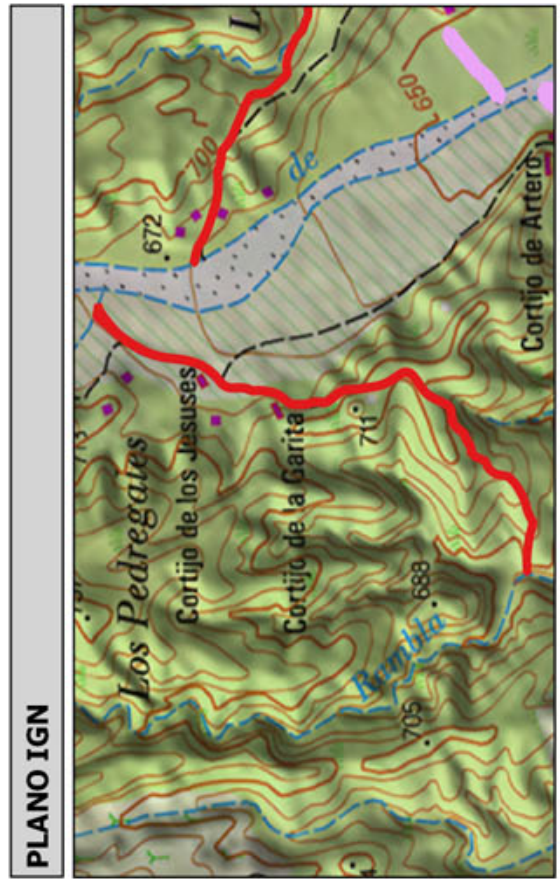 PLANO IGN
Los Pedregales
Cortijo de los Jesuses
Cortijo de la Garita
Cortijo de Artero
Rambla
de
L
672
700
650
711
688
705